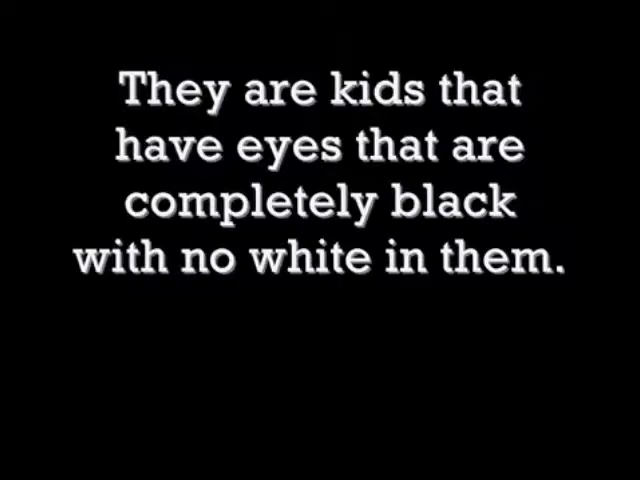 They are kids that
have eyes that are
completely black
with no white in them.